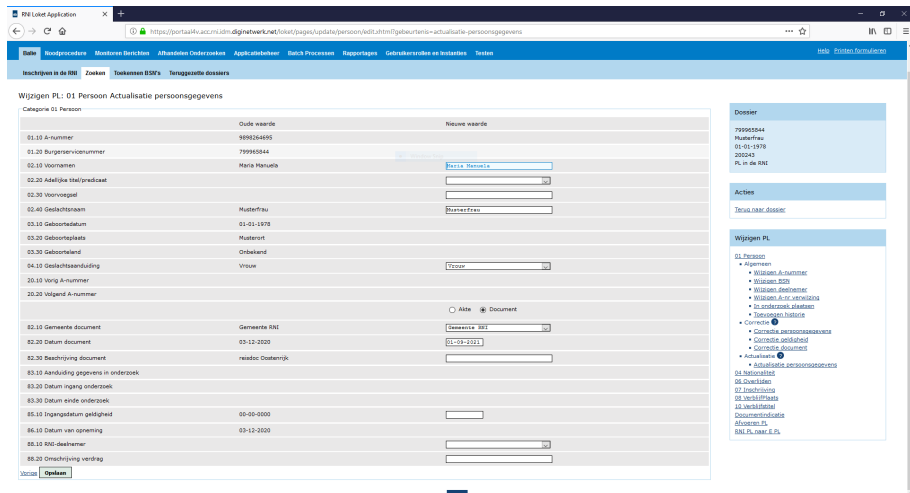 RNI Loket Application
https://portaal4v.acc.rni.idm.diginetwerk.net/loket/pages/update/persoon/edit.xhtml?gebeurtenis=actualisatie-persoonsgegevens
Balie Noodprocedure Monitoren Berichten Afhandelen Onderzoeken Applicatiebeheer Batch Processen Rapportages Gebruikersrollen en Instanties Testen Help Printen formulieren
Inschrijven in de RNI Zoeken Toekennen BSN's Teruggezette dossiers
Wijzigen PL: 01 Persoon Actualisatie persoonsgegevens
Categorie 01 Persoon
Oude waarde Nieuwe waarde
01.10 A-nummer 9898264695
01.20 Burgerservicenummer 799965844
02.10 Voornamen Maria Manuela Maria Manuela
02.20 Adellijke titel/predicaat
02.30 Voorvoegsel
02.40 Geslachtsnaam Musterfrau Musterfrau
03.10 Geboortedatum 01-01-1978
03.20 Geboorteplaats Musterort
03.30 Geboorteland Onbekend
04.10 Geslachtsaanduiding Vrouw Vrouw
20.10 Vorig A-nummer
20.20 Volgend A-nummer
Akte Document
82.10 Gemeente document Gemeente RNI Gemeente RNI
82.20 Datum document 03-12-2020 01-09-2021
82.30 Beschrijving document reisdoc Oostenrijk
83.10 Aanduiding gegevens in onderzoek
83.20 Datum ingang onderzoek
83.30 Datum einde onderzoek
85.10 Ingangsdatum geldigheid 00-00-0000
86.10 Datum van opneming 03-12-2020
88.10 RNI-deelnemer
88.20 Omschrijving verdrag
Vorige Opslaan
Dossier
799965844
Musterfrau
01-01-1978
200243
PL in de RNI
Acties
Terug naar dossier
Wijzigen PL
01 Persoon
Algemeen
Wijzigen A-nummer
Wijzigen BSN
Wijzigen deelnemer
Wijzigen A-nr verwijzing
In onderzoek plaatsen
Toevoegen historie
Correctie ?
Correctie persoonsgegevens
Correctie geldigheid
Correctie document
Actualisatie ?
Actualisatie persoonsgegevens
04 Nationaliteit
06 Overlijden
07 Inschrijving
08 Verblijfplaats
10 Verblijfstitel
Documentindicatie
Afvoeren PL
RNI PL naar E PL